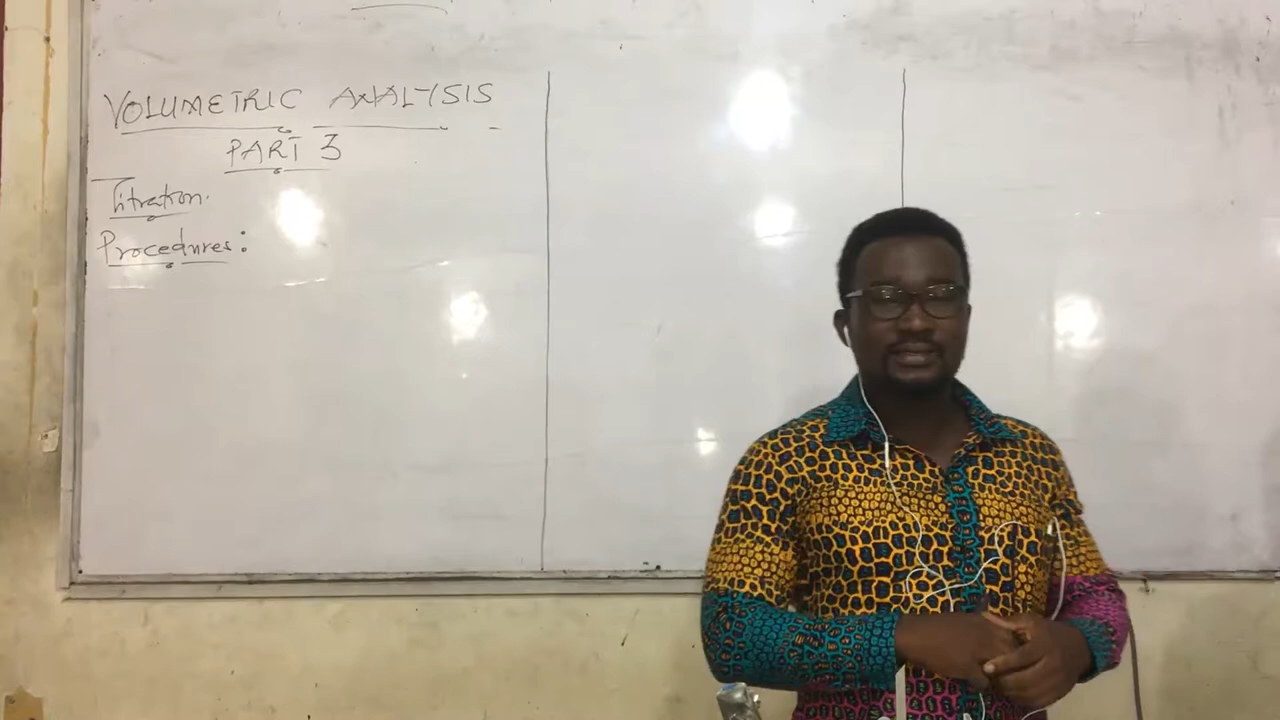 VOLUMETRIC ANALYSIS
PART 3
Titration.
Procedures: